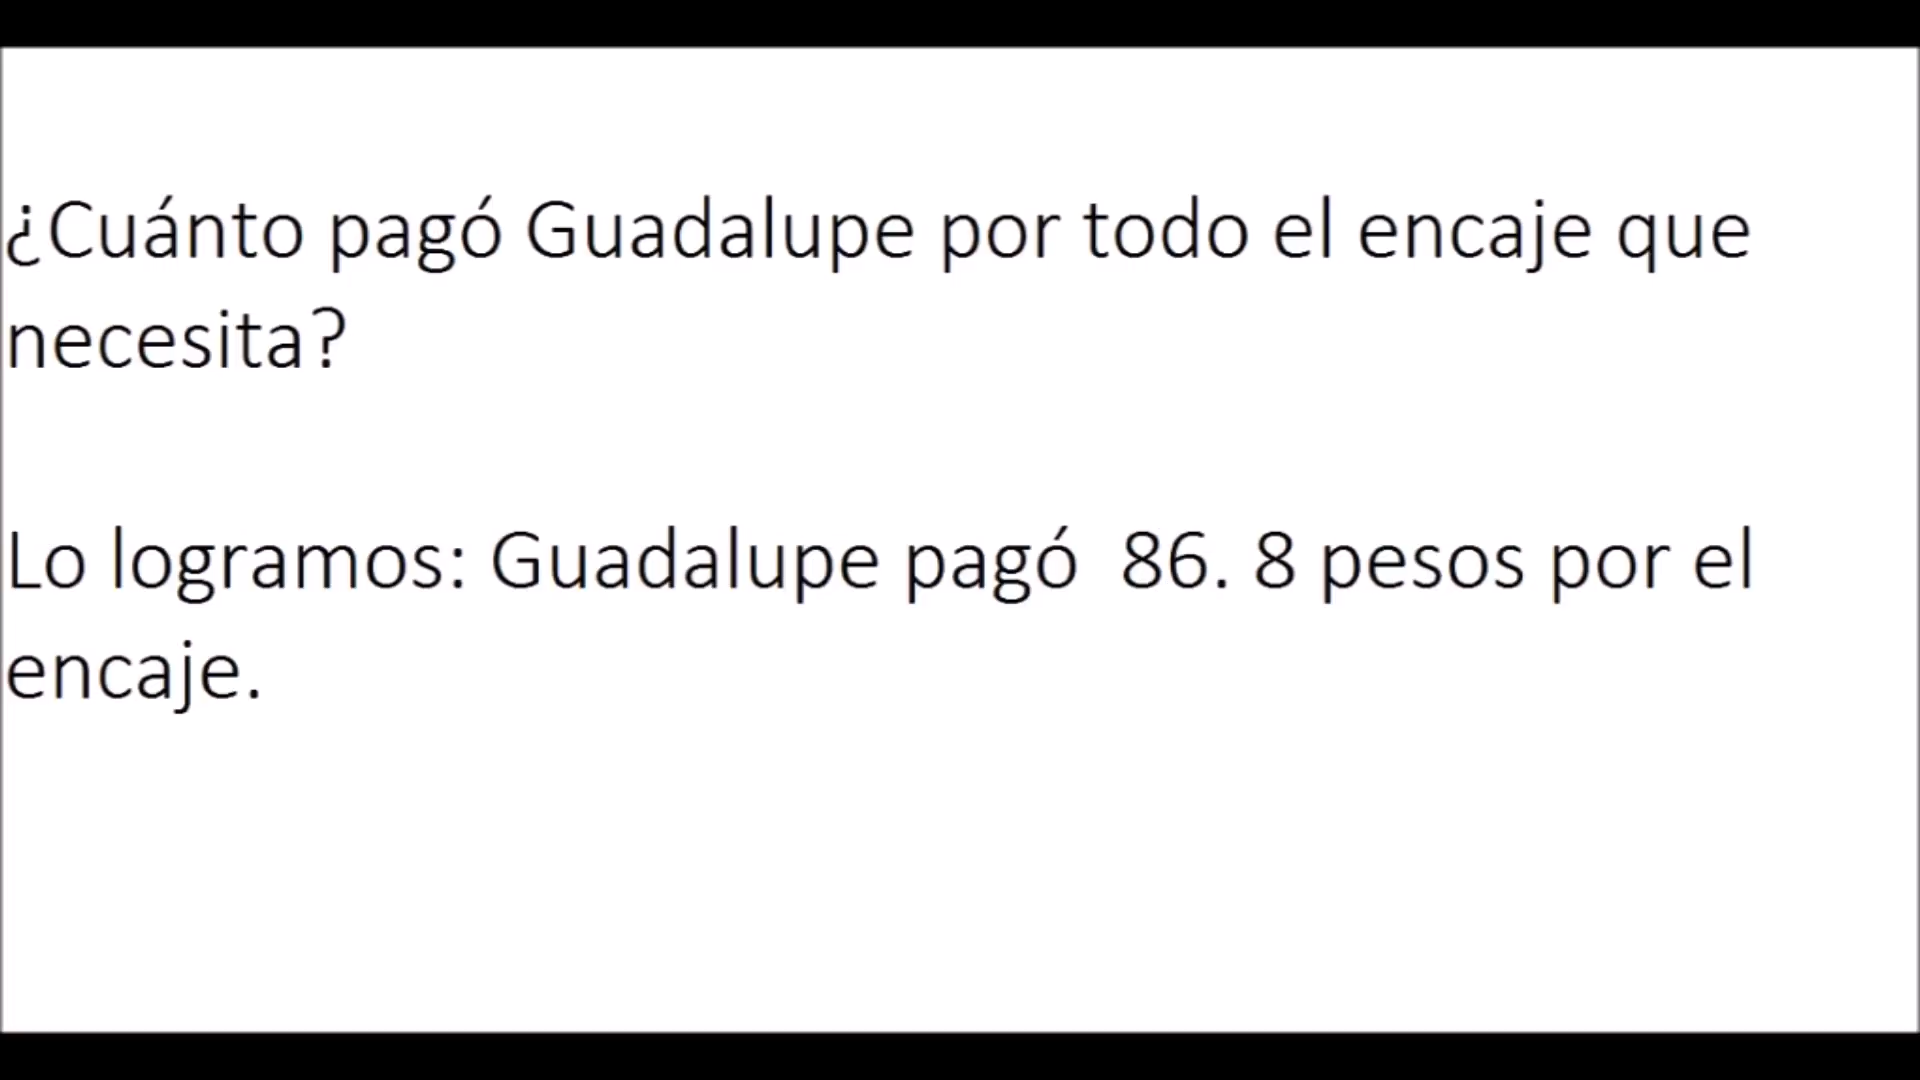 ¿Cuánto pagó Guadalupe por todo el encaje que
necesita?
Lo logramos: Guadalupe pagó  86. 8 pesos por el
encaje.